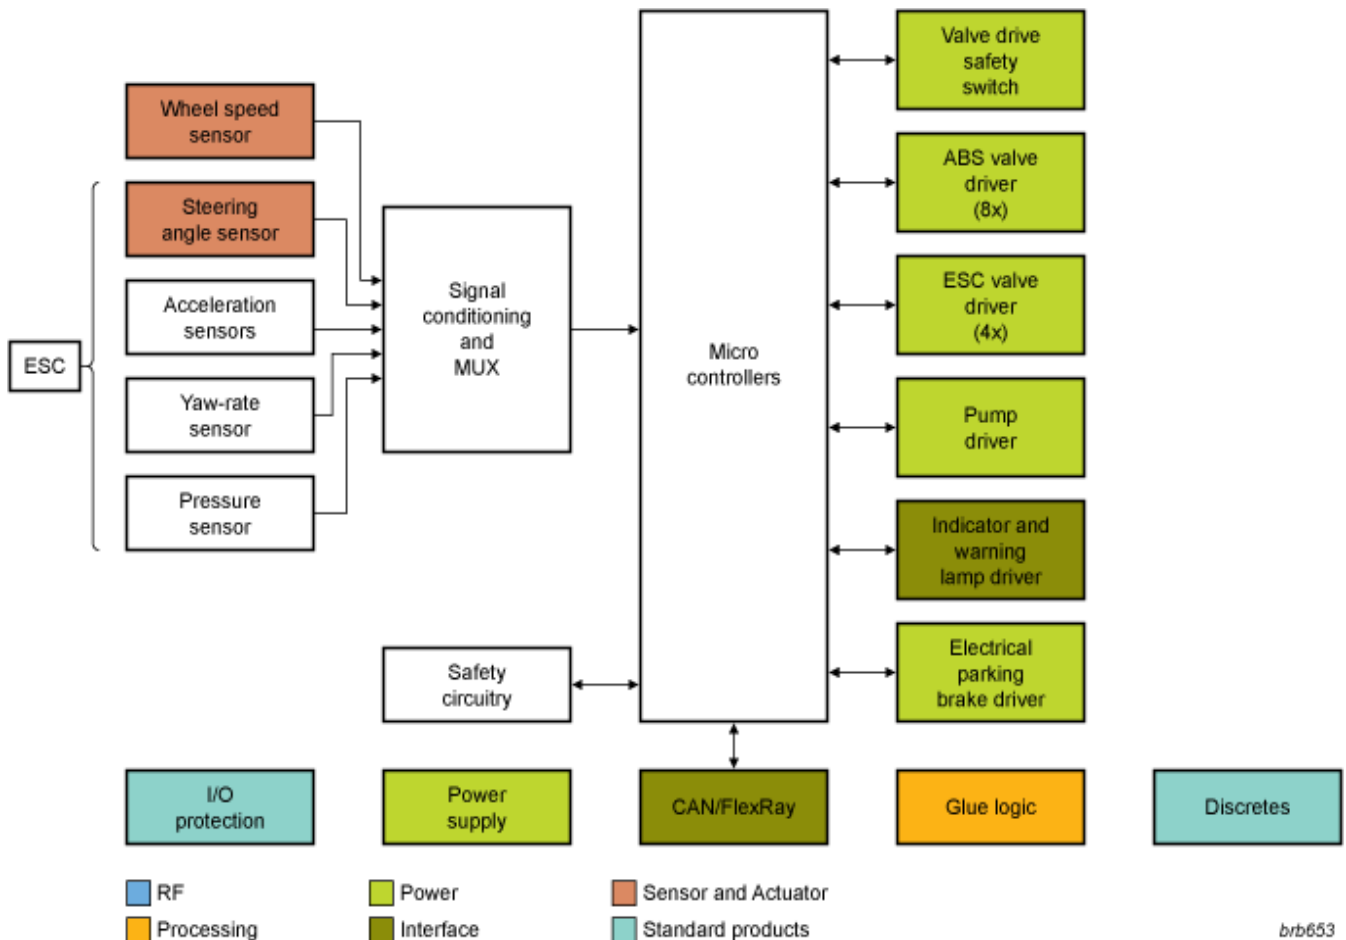 Valve drive
safety
switch
Wheel speed
sensor
ABS valve
driver
(8x)
Steering
angle sensor
Signal
conditioning
and
MUX
Acceleration
sensors
ESC valve
driver
(4x)
ESC
Micro
controllers
Yaw-rate
sensor
Pump
driver
Pressure
sensor
Indicator and
warning
lamp driver
Safety
circuitry
Electrical
parking
brake driver
I/O
protection
Power
supply
CAN/FlexRay
Glue logic
Discretes
RF
Power
Sensor and Actuator
Processing
Interface
Standard products
brb653